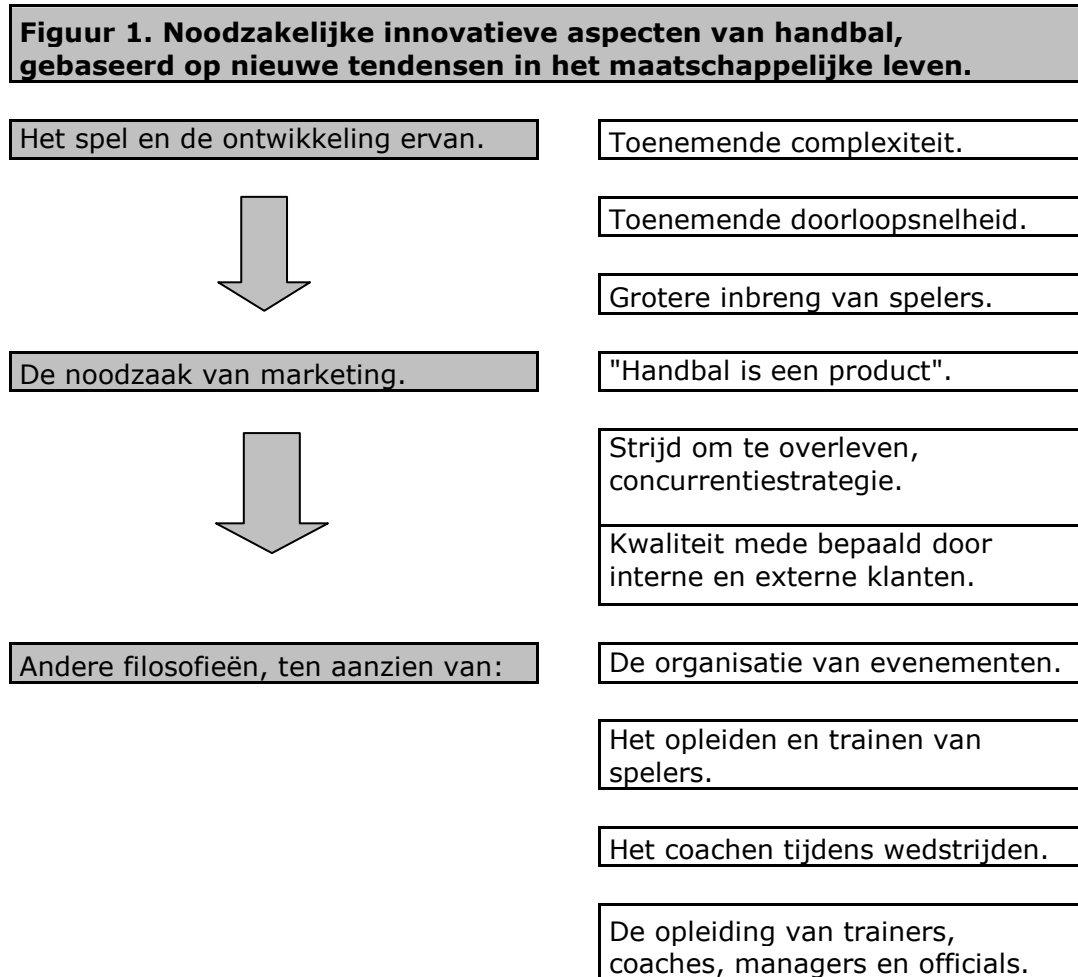 Figuur 1. Noodzakelijke innovatieve aspecten van handbal,
gebaseerd op nieuwe tendensen in het maatschappelijke leven.
Het spel en de ontwikkeling ervan.
Toenemende complexiteit.
Toenemende doorloopsnelheid.
Grotere inbreng van spelers.
De noodzaak van marketing.
"Handbal is een product".
Strijd om te overleven,
concurrentiestrategie.
Kwaliteit mede bepaald door
interne en externe klanten.
Andere filosofieën, ten aanzien van:
De organisatie van evenementen.
Het opleiden en trainen van
spelers.
Het coachen tijdens wedstrijden.
De opleiding van trainers,
coaches, managers en officials.